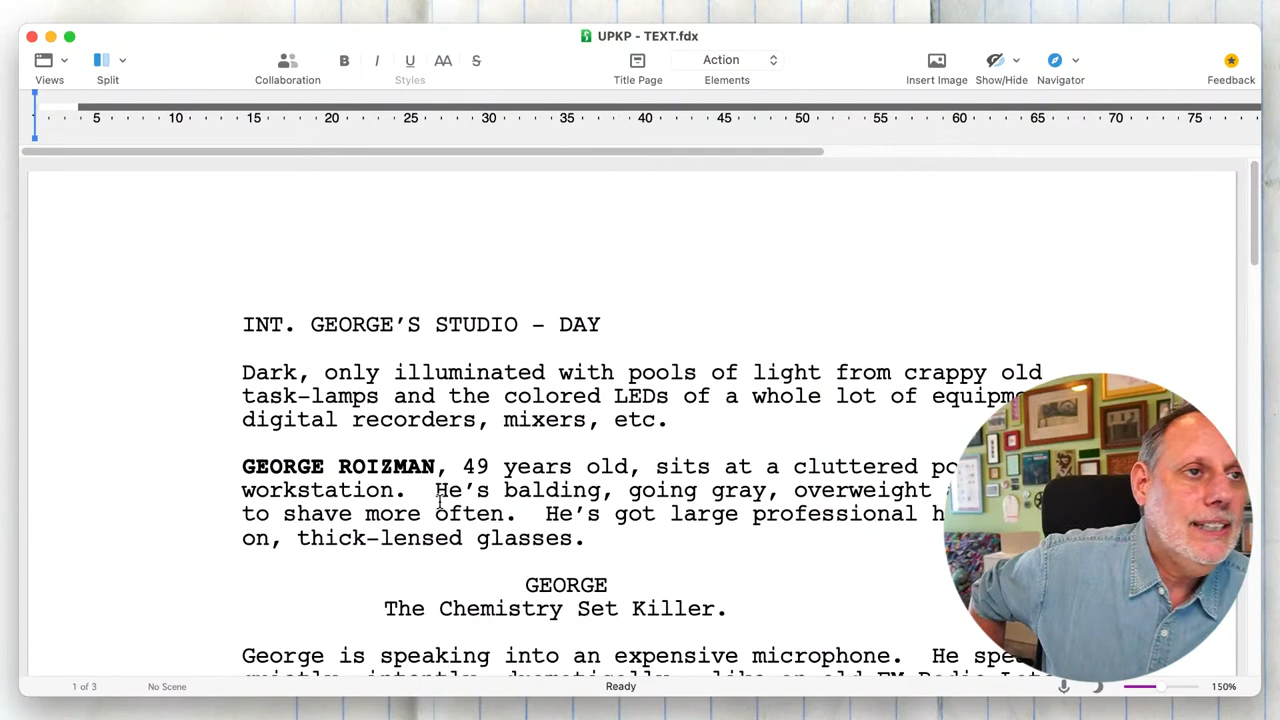 UPKP - TEXT.fdx
Views
Split
Collaboration
B I U AA S
Styles
Title Page
Action
Elements
Insert Image
Show/Hide
Navigator
Feedback
5 10 15 20 25 30 35 40 45 50 55 60 65 70 75
INT. GEORGE’S STUDIO – DAY
Dark, only illuminated with pools of light from crappy old
task-lamps and the colored LEDs of a whole lot of
digital recorders, mixers, etc.
GEORGE ROIZMAN, 49 years old, sits at a cluttered
workstation. He’s balding, going gray, overweight
to shave more often. He’s got large professional
on, thick-lensed glasses.
GEORGE
The Chemistry Set Killer.
George is speaking into an expensive microphone. He
1 of 3
No Scene
Ready
150%